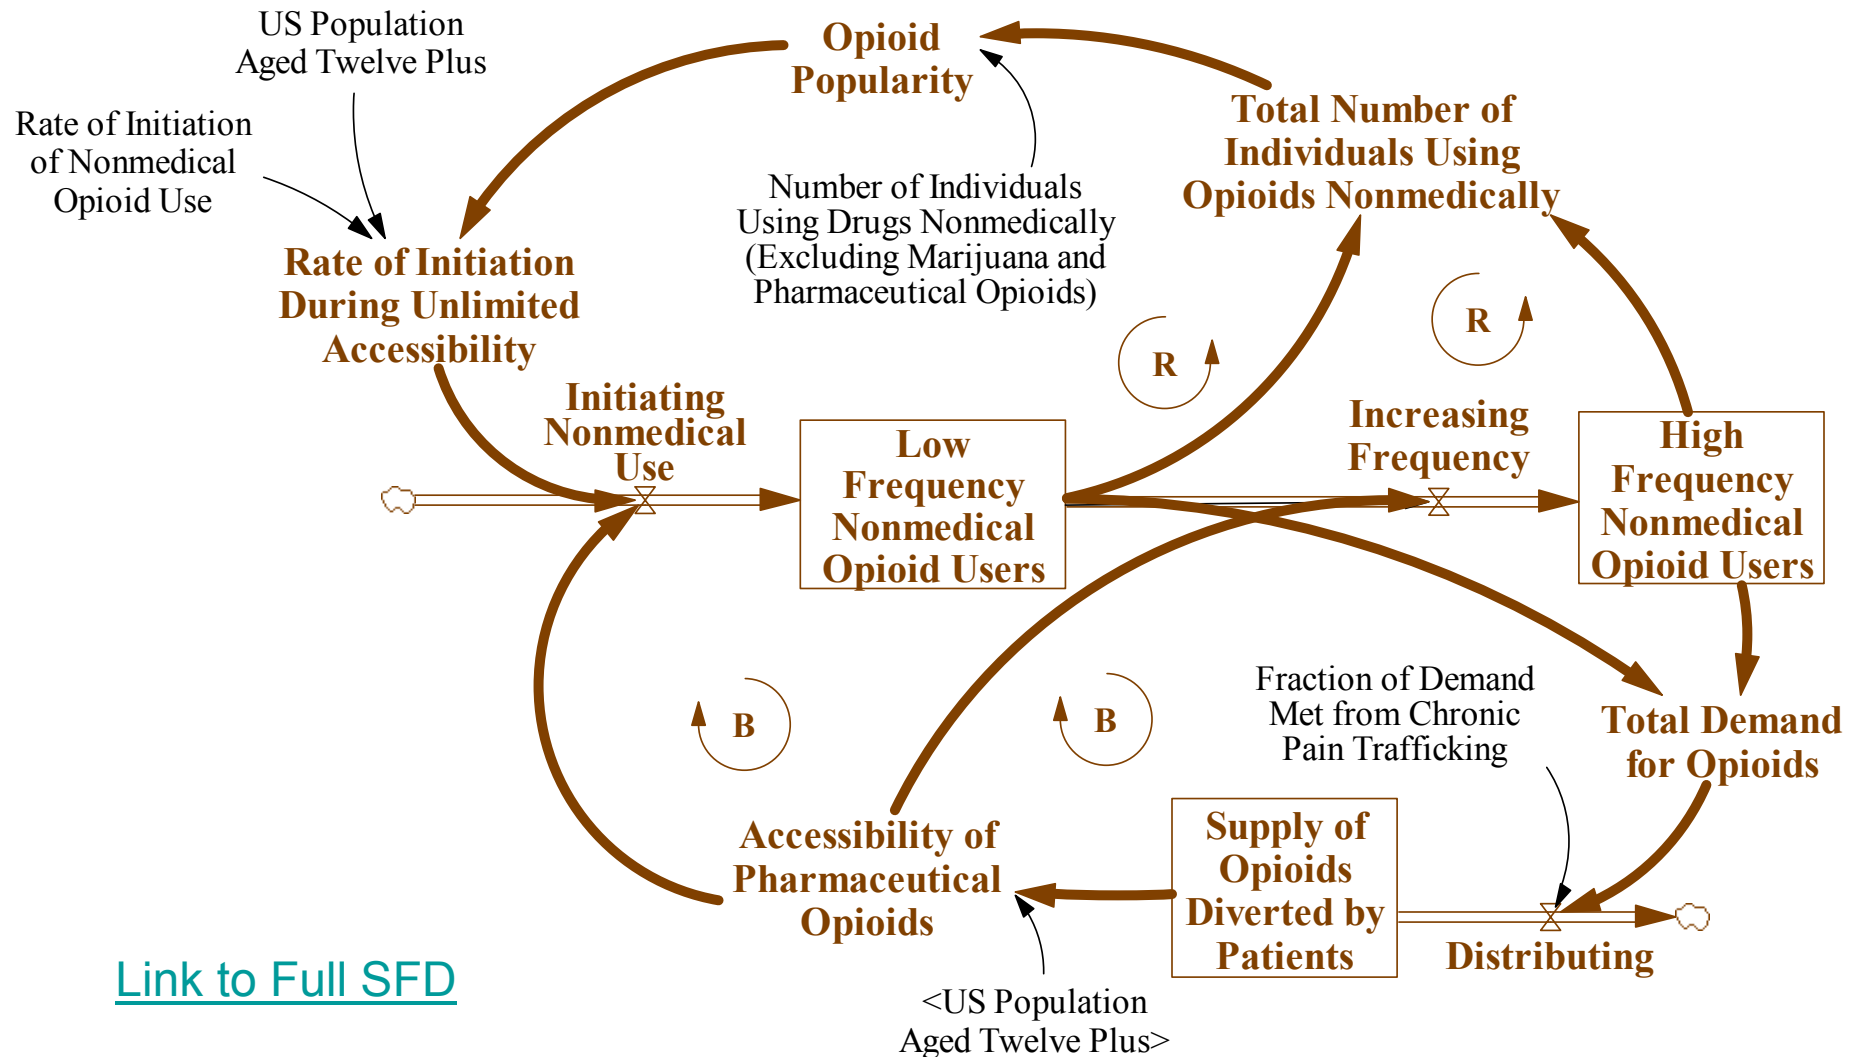 US Population
Aged Twelve Plus
Rate of Initiation
of Nonmedical
Opioid Use
Opioid
Popularity
Total Number of
Individuals Using
Opioids Nonmedically
Number of Individuals
Using Drugs Nonmedically
(Excluding Marijuana and
Pharmaceutical Opioids)
Rate of Initiation
During Unlimited
Accessibility
R
R
Initiating
Nonmedical
Use
Low
Frequency
Nonmedical
Opioid Users
Increasing
Frequency
High
Frequency
Nonmedical
Opioid Users
B
B
Fraction of Demand
Met from Chronic
Pain Trafficking
Total Demand
for Opioids
Accessibility of
Pharmaceutical
Opioids
Supply of
Opioids
Diverted by
Patients
Distributing
Link to Full SFD
<US Population
Aged Twelve Plus>